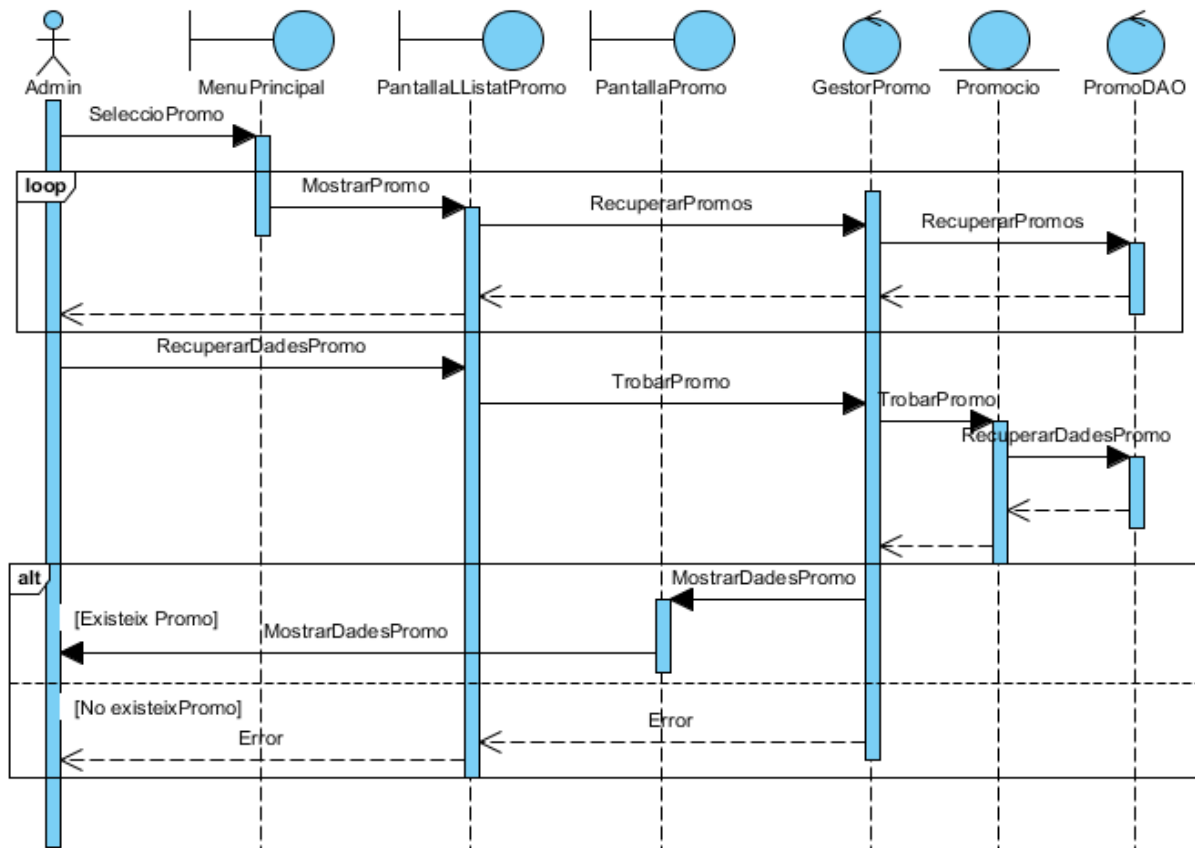 Admin
MenuPrincipal
PantallaLListatPromo
PantallaPromo
GestorPromo
Promocio
PromoDAO
SeleccioPromo
loop
MostrarPromo
RecuperarPromos
RecuperarPromos
RecuperarDadesPromo
TrobarPromo
TrobarPromo
RecuperarDadesPromo
alt
MostrarDadesPromo
[Existeix Promo]
MostrarDadesPromo
[No existeixPromo]
Error
Error